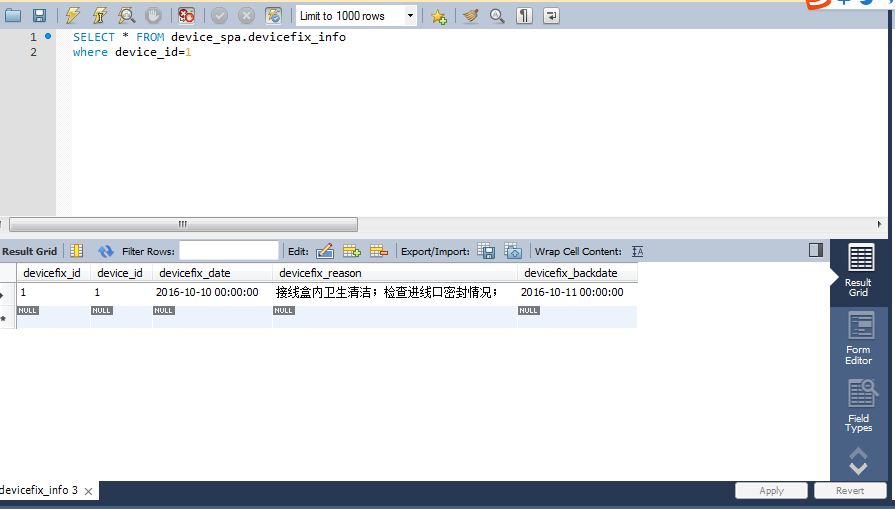 Limit to 1000 rows
1 SELECT * FROM device_spa.devicefix_info
2 where device_id=1
Result Grid Filter Rows: Edit: Export/Import: Wrap Cell Content:
devicefix_id device_id devicefix_date devicefix_reason devicefix_backdate
1 1 2016-10-10 00:00:00 接线盒内卫生清洁；检查进线口密封情况； 2016-10-11 00:00:00
NULL NULL NULL NULL NULL
Result
Grid
Form
Editor
Field
Types
devicefix_info 3
Apply Revert